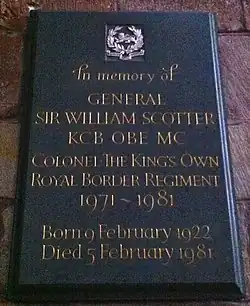 In memory of
GENERAL
SIR WILLIAM SCOTTER
KCB OBE MC
COLONEL THE KING'S OWN
ROYAL BORDER REGIMENT
1971 ~ 1981
Born 9 February 1922
Died 5 February 1981